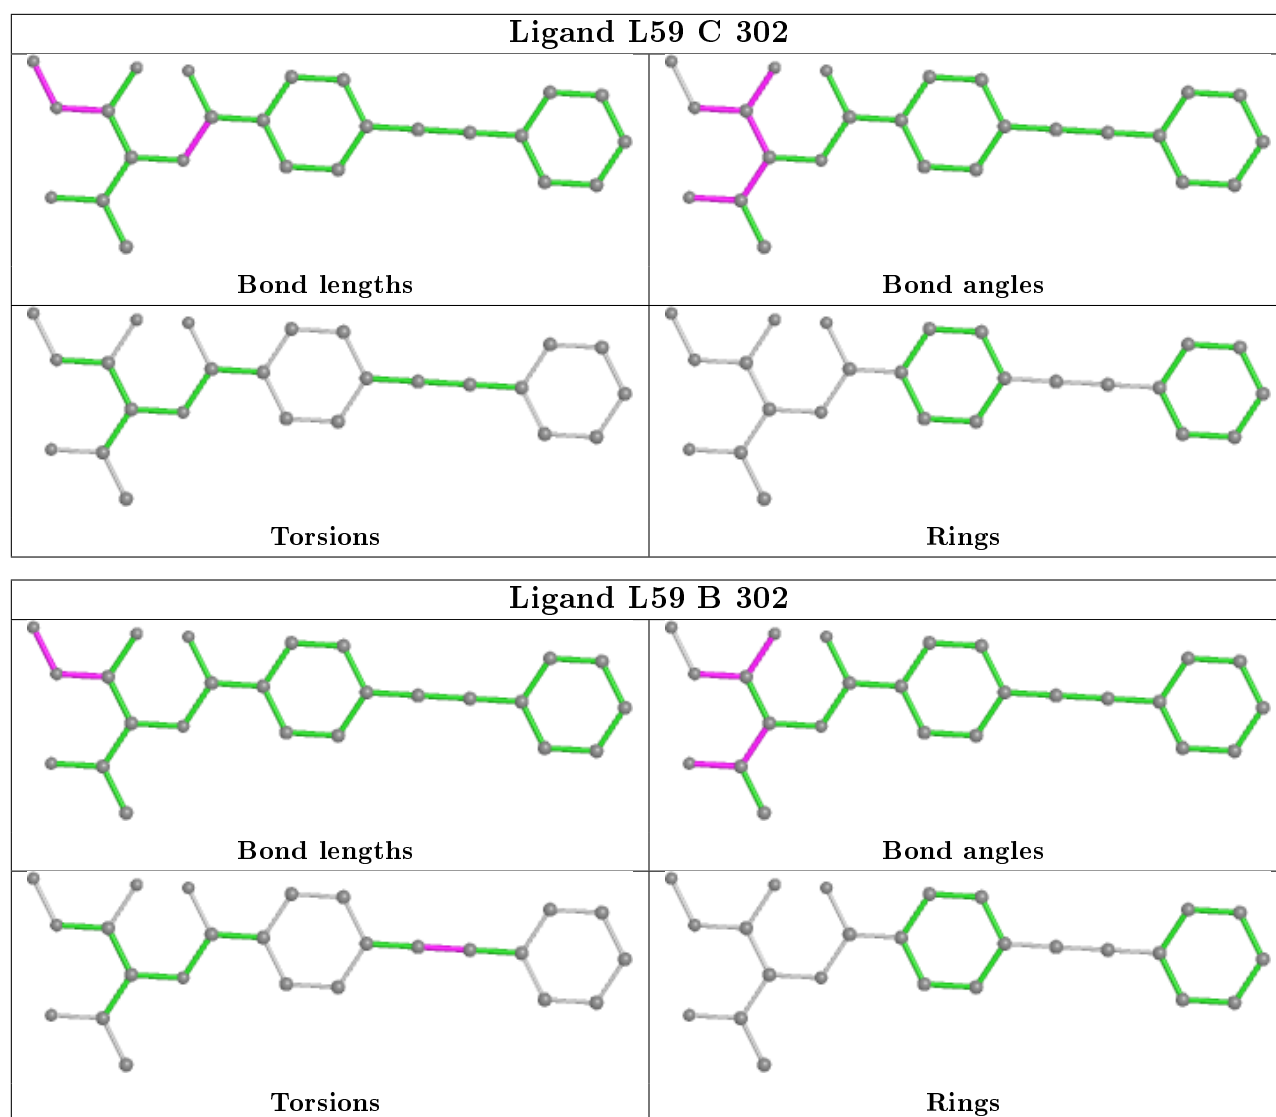 Ligand L59 C 302
Bond lengths
Bond angles
Torsions
Rings
Ligand L59 B 302
Bond lengths
Bond angles
Torsions
Rings